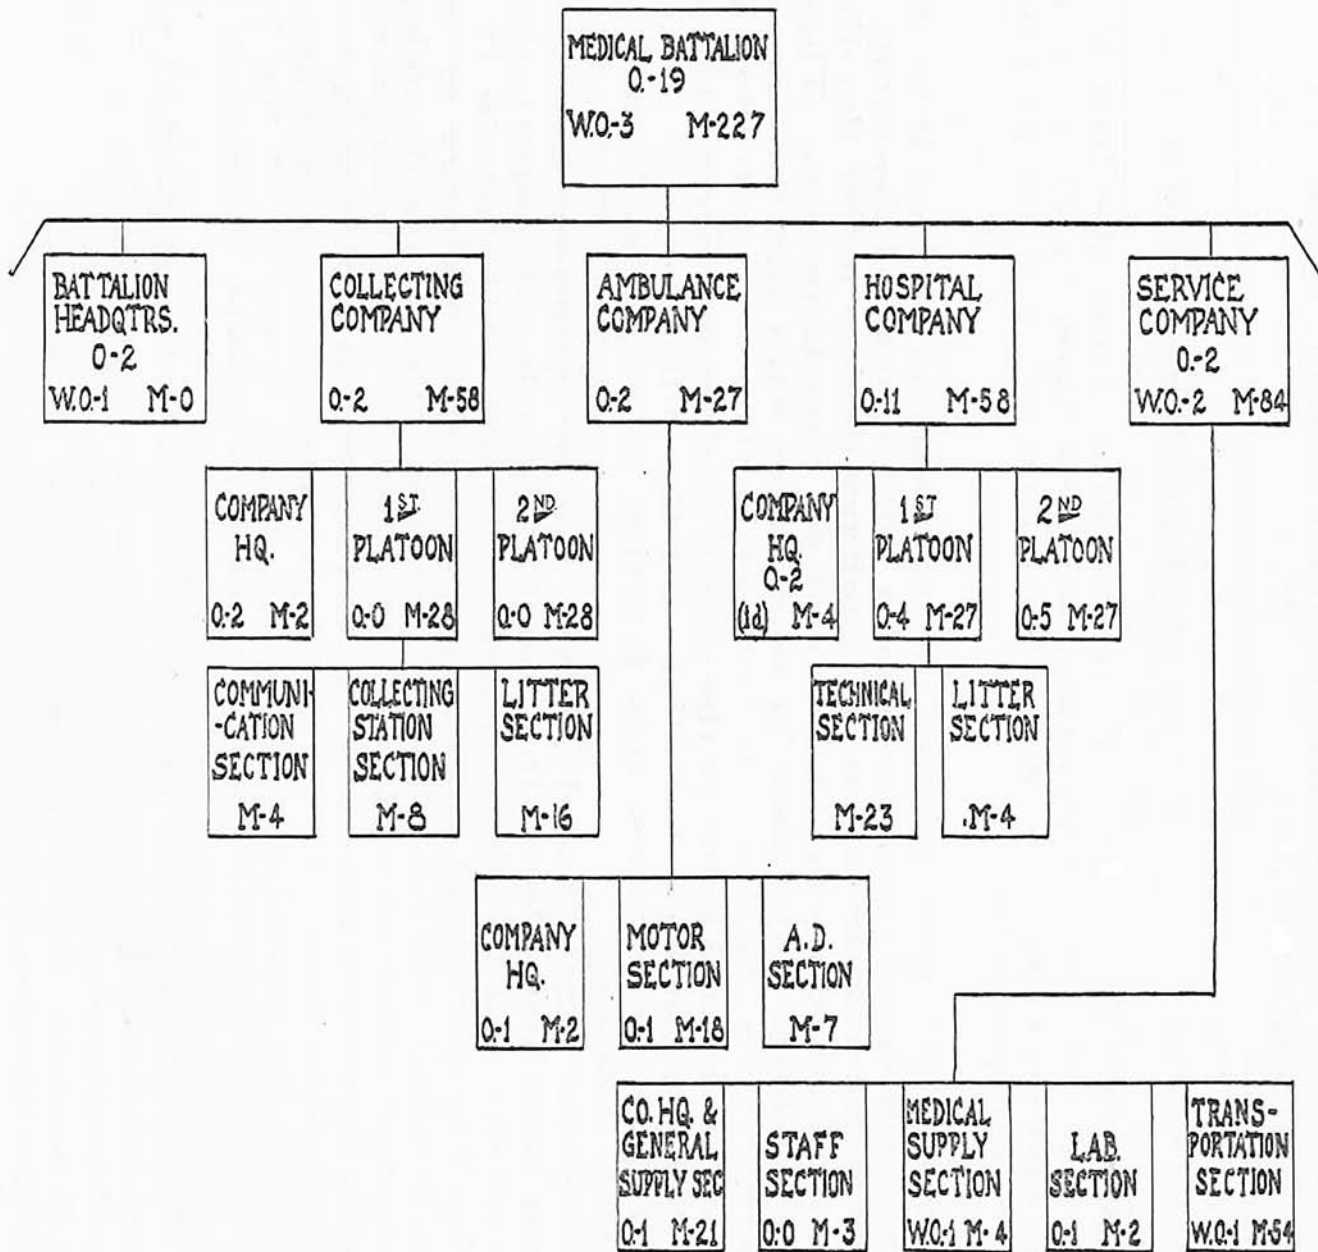 MEDICAL BATTALION
O.-19
W.O.-3 M-227
BATTALION
HEADQTRS.
O-2
W.O.-1 M-0
COLLECTING
COMPANY
O.-2 M-58
AMBULANCE
COMPANY
O.-2 M-27
HOSPITAL
COMPANY
O.-11 M-58
SERVICE
COMPANY
O.-2
W.O.-2 M-84
COMPANY
HQ.
O.-2 M-2
1ST.
PLATOON
O.-O M-28
2ND.
PLATOON
O.-O M-28
COMPANY
HQ.
O.-2
(1d) M-4
1ST
PLATOON
O.-4 M-27
2ND
PLATOON
O.-5 M-27
COMMUNI-
-CATION
SECTION
M-4
COLLECTING
STATION
SECTION
M-8
LITTER
SECTION
M-16
TECHNICAL
SECTION
M-23
LITTER
SECTION
M-4
COMPANY
HQ.
O.-1 M-2
MOTOR
SECTION
O.-1 M-18
A.D.
SECTION
M-7
CO. HQ. &
GENERAL
SUPPLY SEC
O.-1 M-21
STAFF
SECTION
O.-O M-3
MEDICAL
SUPPLY
SECTION
W.O.-1 M-4
LAB.
SECTION
O.-1 M-2
TRANS-
PORTATION
SECTION
W.O.-1 M-54